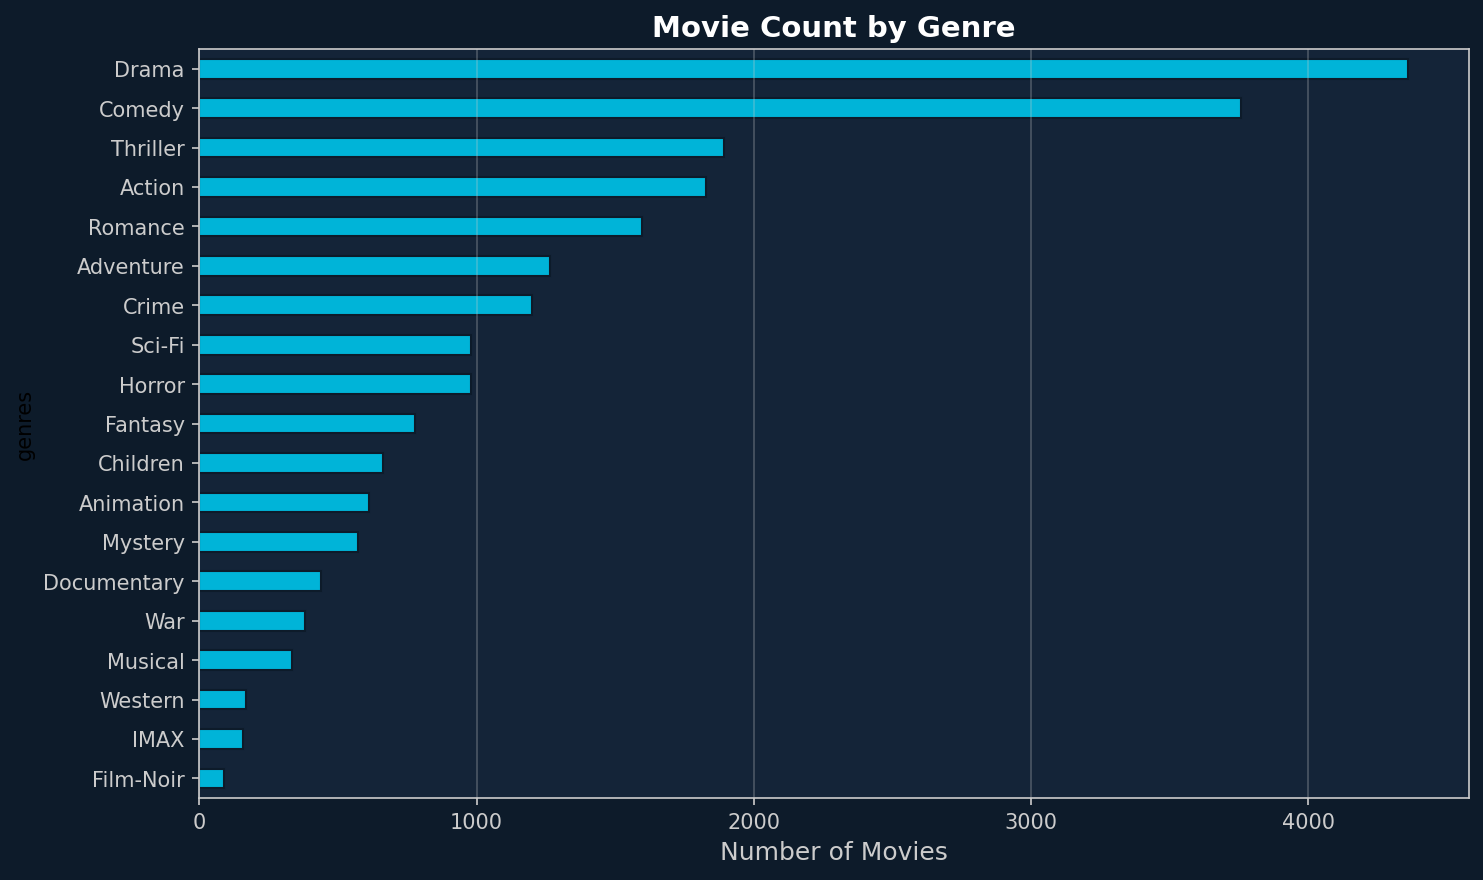 Movie Count by Genre
Drama
Comedy
Thriller
Action
Romance
Adventure
Crime
Sci-Fi
Horror
Fantasy
Children
Animation
Mystery
Documentary
War
Musical
Western
IMAX
Film-Noir
genres
0 1000 2000 3000 4000
Number of Movies